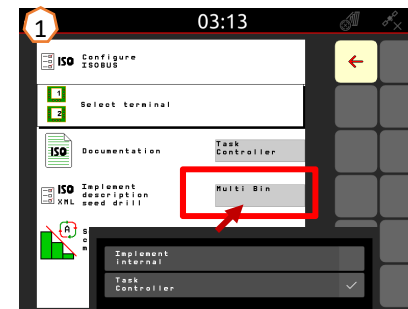 1
03:13
ISO Configure
ISOBUS
1
2
Select terminal
ISO
Documentation
Task
Controller
ISO
XML
Implement
description
seed drill
Multi Bin
A
S
c
m
Implement
internal
Task
Controller